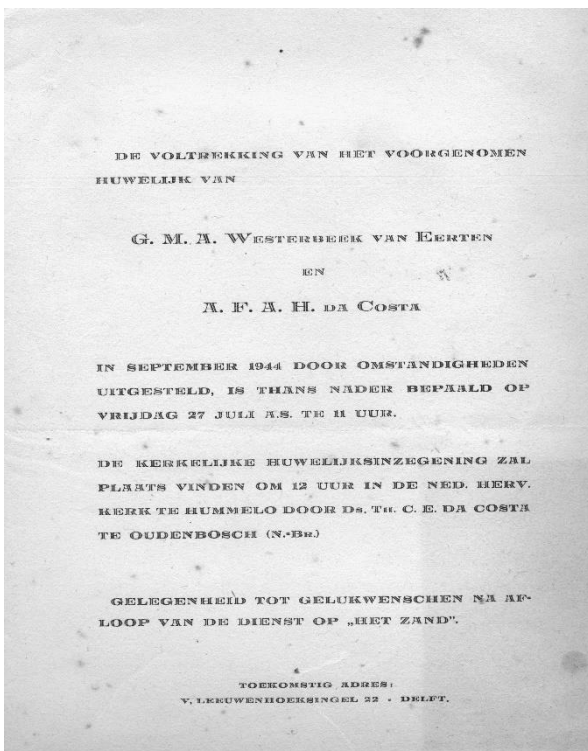 DE VOLTREKKING VAN HET VOORGENOMEN
HUWELIJK VAN
G. M. A. WESTERBEEK VAN EERTEN
EN
A. F. A. H. DA COSTA
IN SEPTEMBER 1944 DOOR OMSTANDIGHEDEN
UITGESTELD, IS THANS NADER BEPAALD OP
VRIJDAG 27 JULI A.S. TE 11 UUR.
DE KERKELIJKE HUWELIJKSINZEGENING ZAL
PLAATS VINDEN OM 12 UUR IN DE NED. HERV.
KERK TE HUMMELO DOOR Ds. TH. C. E. DA COSTA
TE OUDENBOSCH (N.-BR.)
GELEGENHEID TOT GELUKWENSCHEN NA AF-
LOOP VAN DE DIENST OP „HET ZAND”.
TOEKOMSTIG ADRES:
V. LEEUWENHOEKSINGEL 22 - DELFT.